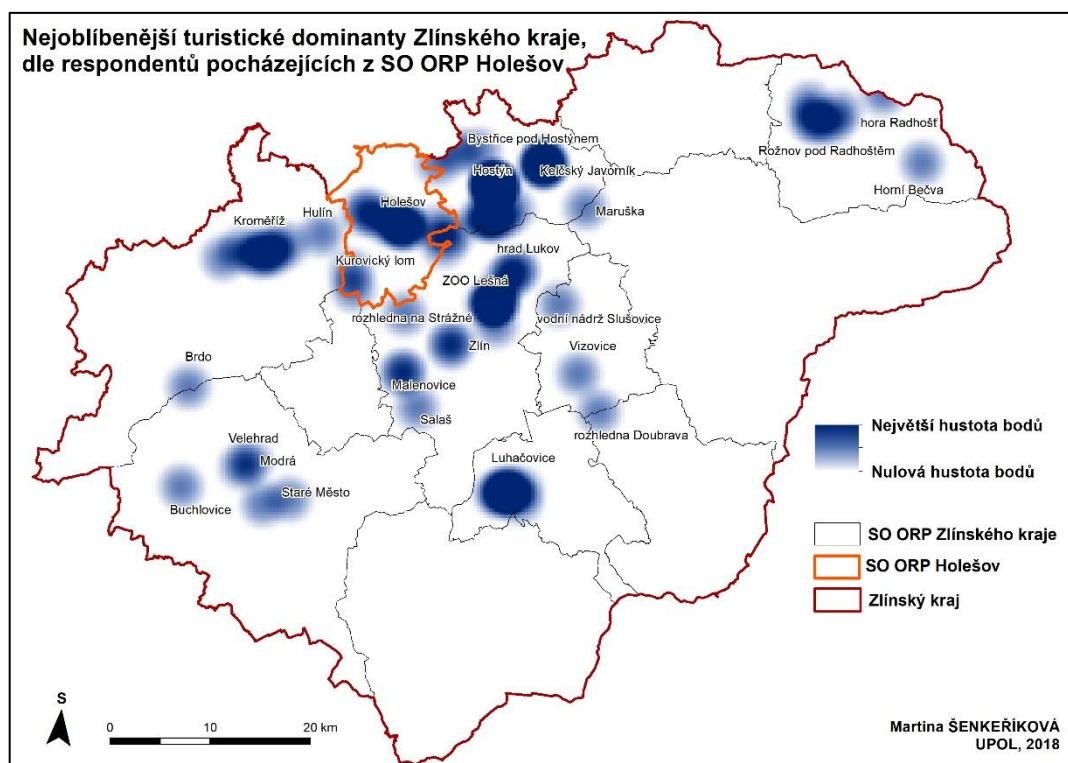 Nejoblíbenější turistické dominanty Zlínského kraje,
dle respondentů pocházejících z SO ORP Holešov
hora Radhošť
Rožnov pod Radhoštěm
Horní Bečva
Bystřice pod Hostýnem
Hostýn
Kelčský Javorník
Maruška
Holešov
Hulín
Kroměříž
Kurovický lom
hrad Lukov
ZOO Lešná
rozhledna na Strážné
vodní nádrž Slušovice
Zlín
Vizovice
Brdo
Malenovice
Salaš
rozhledna Doubrava
Velehrad
Modrá
Luhačovice
Staré Město
Buchlovice
Největší hustota bodů
Nulová hustota bodů
SO ORP Zlínského kraje
SO ORP Holešov
Zlínský kraj
S
0 10 20 km
Martina ŠENKEŘÍKOVÁ
UPOL, 2018